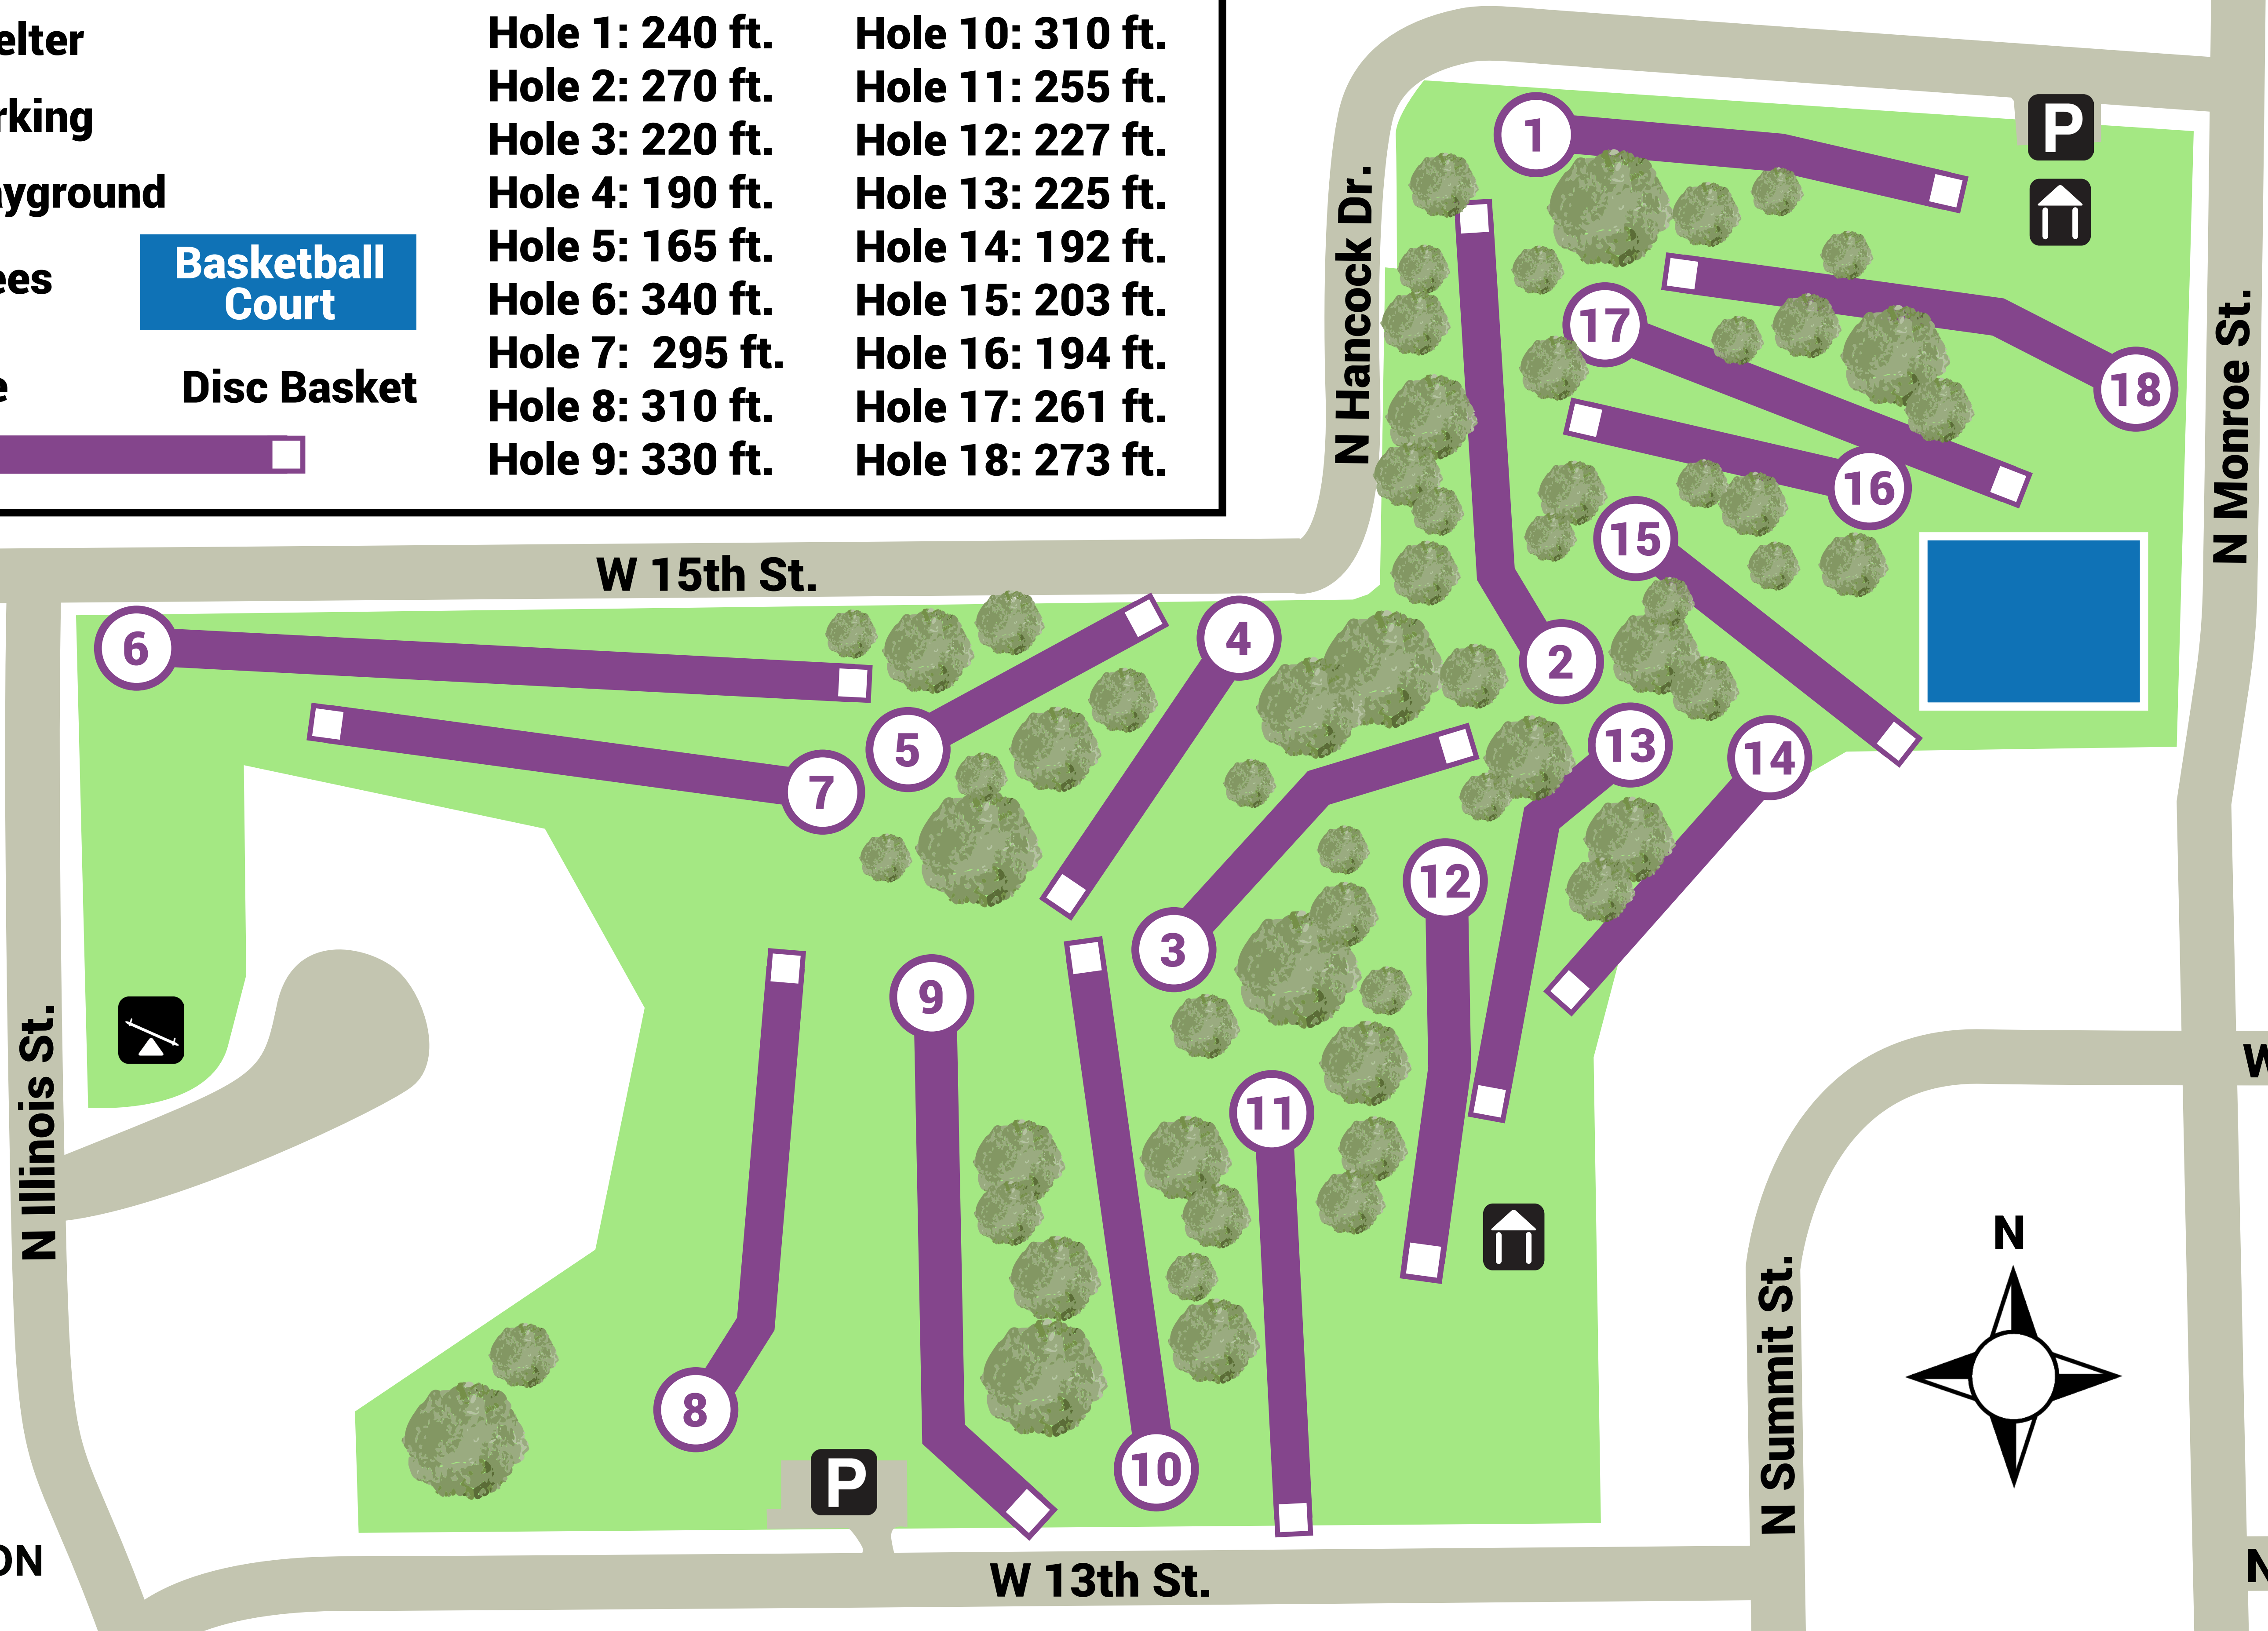 elter
rking
ayground
ees
Basketball
Court
e
Disc Basket
Hole 1: 240 ft.
Hole 2: 270 ft.
Hole 3: 220 ft.
Hole 4: 190 ft.
Hole 5: 165 ft.
Hole 6: 340 ft.
Hole 7:  295 ft.
Hole 8: 310 ft.
Hole 9: 330 ft.
Hole 10: 310 ft.
Hole 11: 255 ft.
Hole 12: 227 ft.
Hole 13: 225 ft.
Hole 14: 192 ft.
Hole 15: 203 ft.
Hole 16: 194 ft.
Hole 17: 261 ft.
Hole 18: 273 ft.
N Hancock Dr.
N Monroe St.
W 15th St.
P
1
17
18
16
15
2
4
6
5
7
13
14
12
3
9
11
8
10
P
N Illinois St.
N Summit St.
W 13th St.
N
W
ON
N